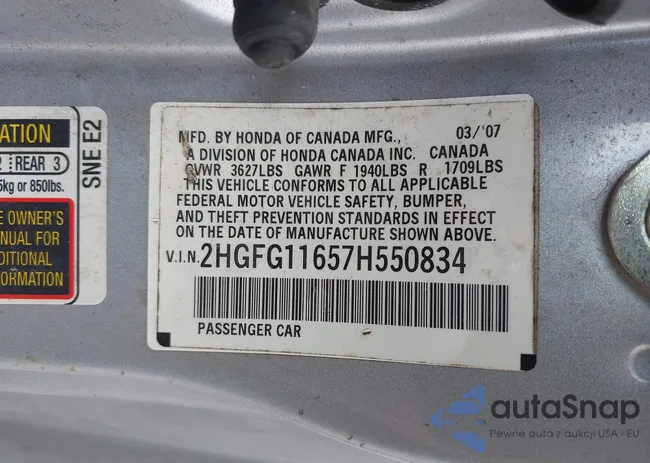 ATION
2 REAR 3
5kg or 850lbs.
E OWNER'S
NUAL FOR
DITIONAL
FORMATION
SNE E2
MFD. BY HONDA OF CANADA MFG., 03/'07
A DIVISION OF HONDA CANADA INC. CANADA
GVWR 3627LBS GAWR F 1940LBS R 1709LBS
THIS VEHICLE CONFORMS TO ALL APPLICABLE
FEDERAL MOTOR VEHICLE SAFETY, BUMPER,
AND THEFT PREVENTION STANDARDS IN EFFECT
ON THE DATE OF MANUFACTURE SHOWN ABOVE.
V.I.N. 2HGFG11657H550834
PASSENGER CAR
autaSnap
Pewne auta z aukcji USA i EU